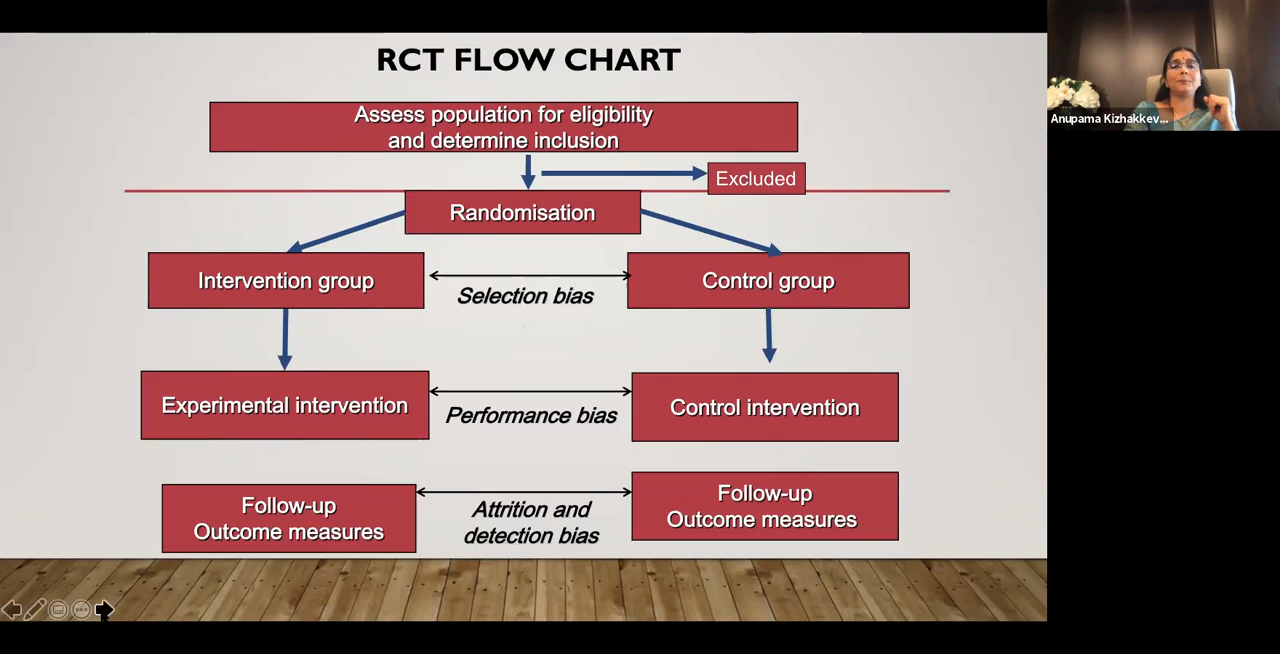 RCT FLOW CHART
Assess population for eligibility
and determine inclusion
Excluded
Randomisation
Intervention group
Selection bias
Control group
Experimental intervention
Performance bias
Control intervention
Follow-up
Outcome measures
Attrition and
detection bias
Follow-up
Outcome measures
Anupama Kizhakkev...